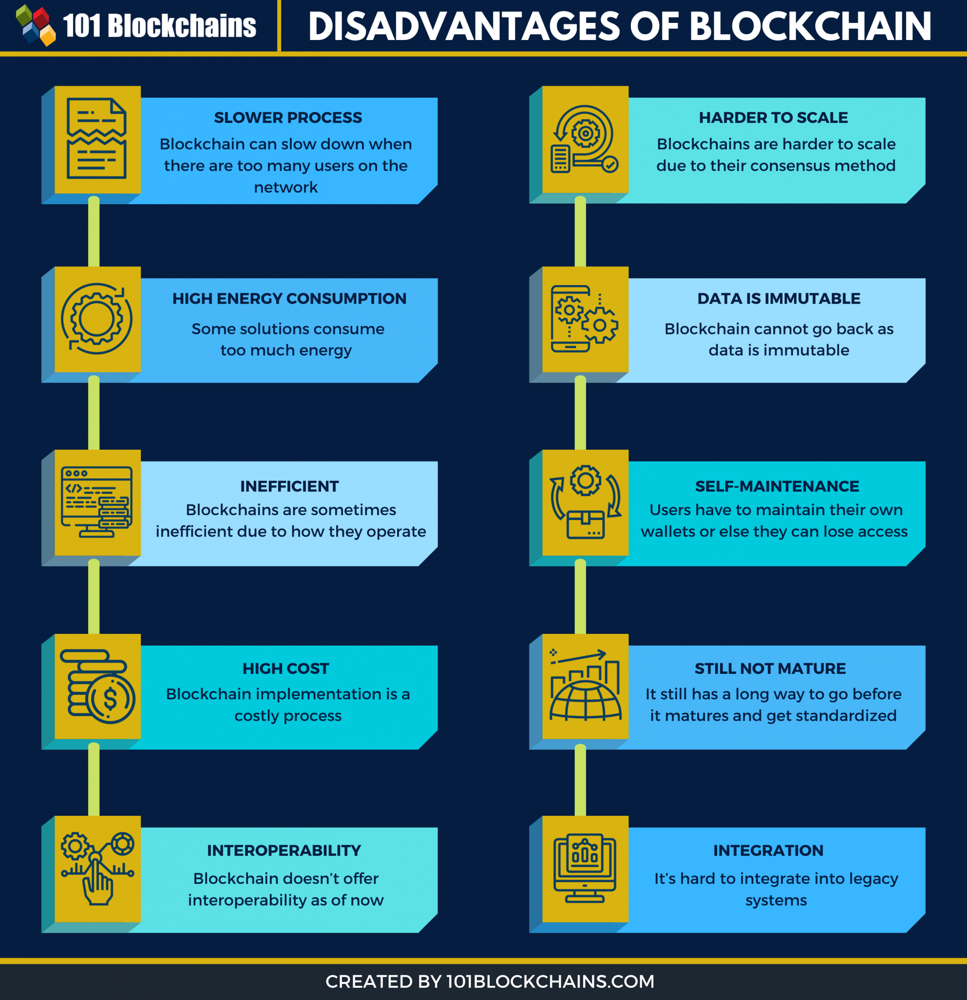 101 Blockchains
DISADVANTAGES OF BLOCKCHAIN
SLOWER PROCESS
Blockchain can slow down when
there are too many users on the
network
HARDER TO SCALE
Blockchains are harder to scale
due to their consensus method
HIGH ENERGY CONSUMPTION
Some solutions consume
too much energy
DATA IS IMMUTABLE
Blockchain cannot go back as
data is immutable
INEFFICIENT
Blockchains are sometimes
inefficient due to how they operate
SELF-MAINTENANCE
Users have to maintain their own
wallets or else they can lose access
HIGH COST
Blockchain implementation is a
costly process
STILL NOT MATURE
It still has a long way to go before
it matures and get standardized
INTEROPERABILITY
Blockchain doesn’t offer
interoperability as of now
INTEGRATION
It’s hard to integrate into legacy
systems
CREATED BY 101BLOCKCHAINS.COM